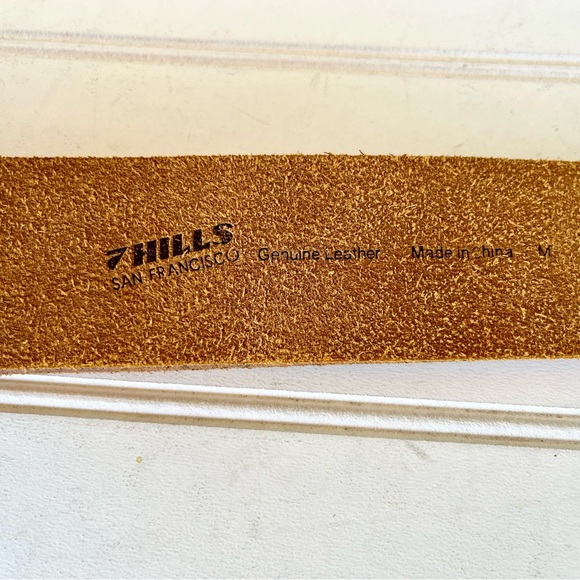 7HILLS
SAN FRANCISCO
Genuine Leather Made in China M